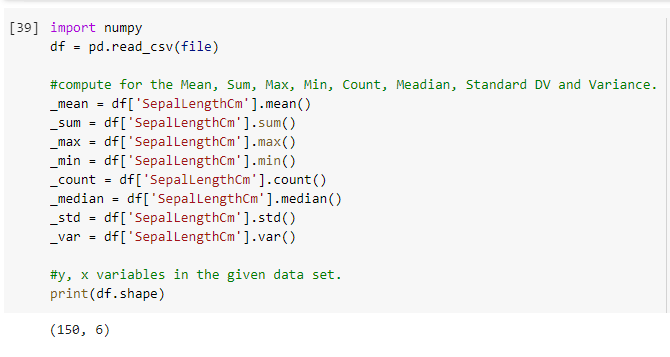 [39] import numpy
df = pd.read_csv(file)
#compute for the Mean, Sum, Max, Min, Count, Meadian, Standard DV and Variance.
_mean = df['SepalLengthCm'].mean()
_sum = df['SepalLengthCm'].sum()
_max = df['SepalLengthCm'].max()
_min = df['SepalLengthCm'].min()
_count = df['SepalLengthCm'].count()
_median = df['SepalLengthCm'].median()
_std = df['SepalLengthCm'].std()
_var = df['SepalLengthCm'].var()
#y, x variables in the given data set.
print(df.shape)
(150, 6)